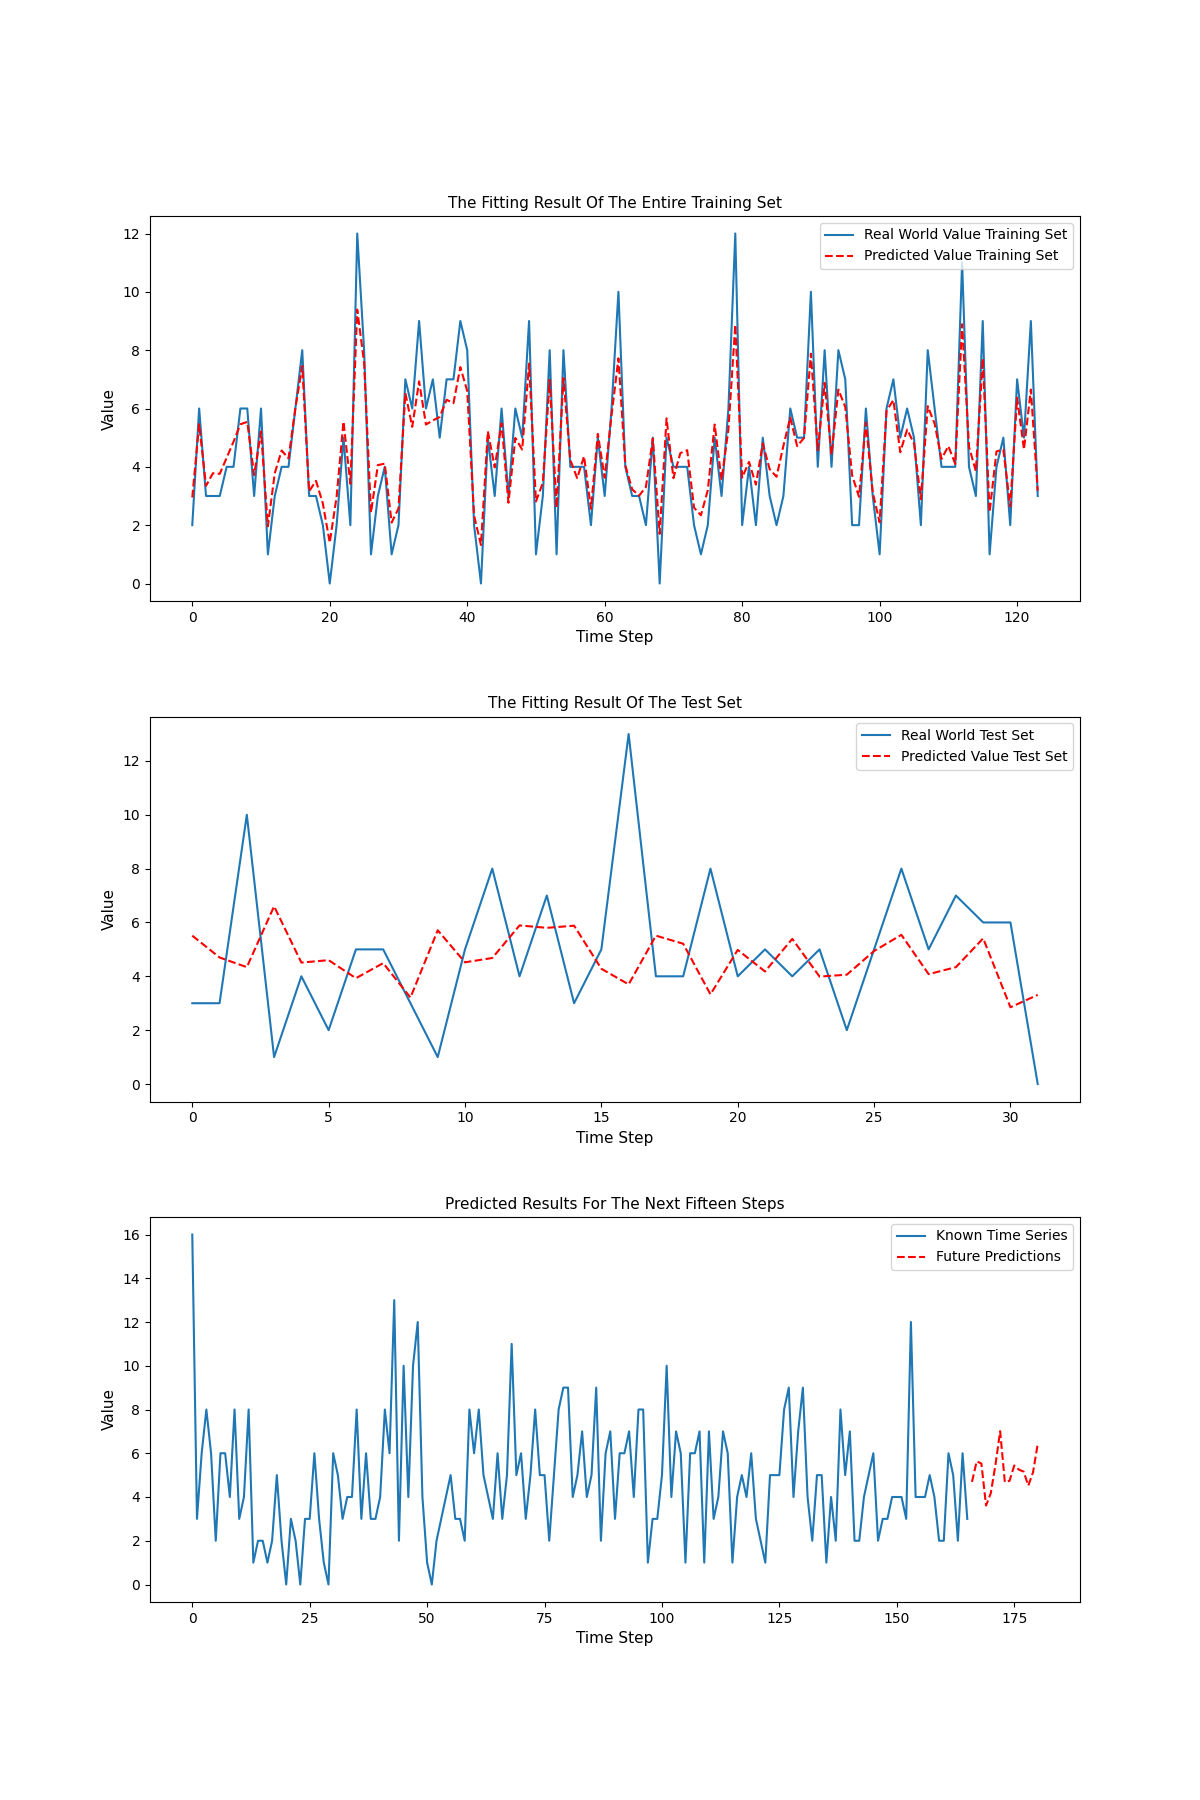 The Fitting Result Of The Entire Training Set
Real World Value Training Set
Predicted Value Training Set
Value
12
10
8
6
4
2
0
0 20 40 60 80 100 120
Time Step
The Fitting Result Of The Test Set
Real World Test Set
Predicted Value Test Set
Value
12
10
8
6
4
2
0
0 5 10 15 20 25 30
Time Step
Predicted Results For The Next Fifteen Steps
Known Time Series
Future Predictions
Value
16
14
12
10
8
6
4
2
0
0 25 50 75 100 125 150 175
Time Step